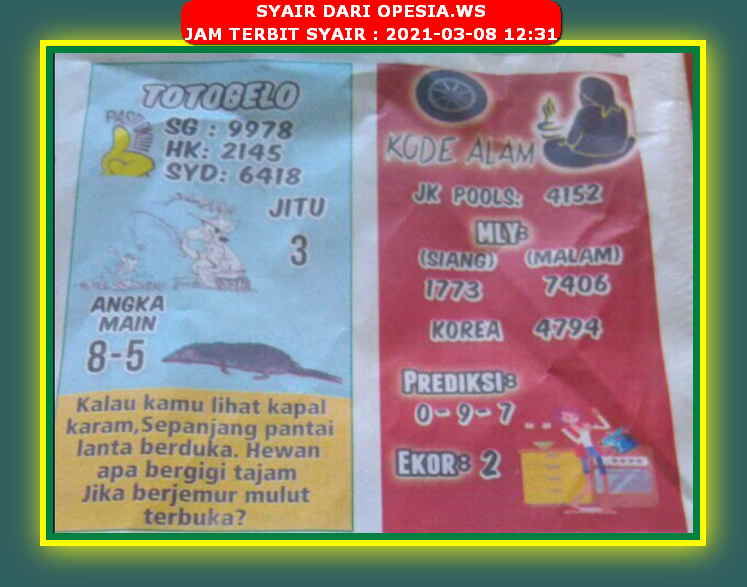 SYAIR DARI OPESIA.WS
JAM TERBIT SYAIR : 2021-03-08 12:31
TOTOGELO
SG : 9978
HK: 2145
SYD: 6418
JITU
3
ANGKA
MAIN
8-5
Kalau kamu lihat kapal
karam,Sepanjang pantai
lanta berduka. Hewan
apa bergigi tajam
Jika berjemur mulut
terbuka?
KODE ALAM
JK POOLS: 4152
MLY:
(SIANG) (MALAM)
1773 7406
KOREA 4794
PREDIKSI:
0-9-7
EKOR: 2